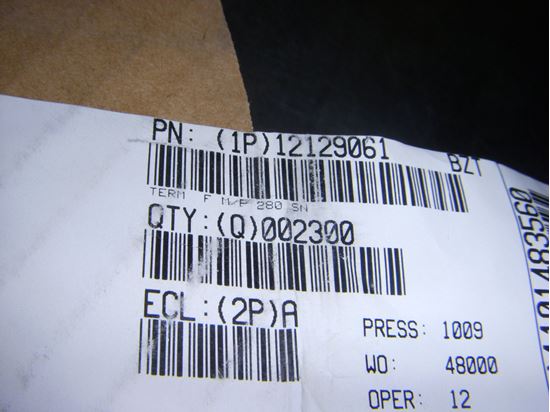 PN: (1P)12129061
BZT
TERM F M/P 280 SN
QTY:(Q)002300
ECL:(2P)A
PRESS: 1009
WO: 48000
OPER: 12